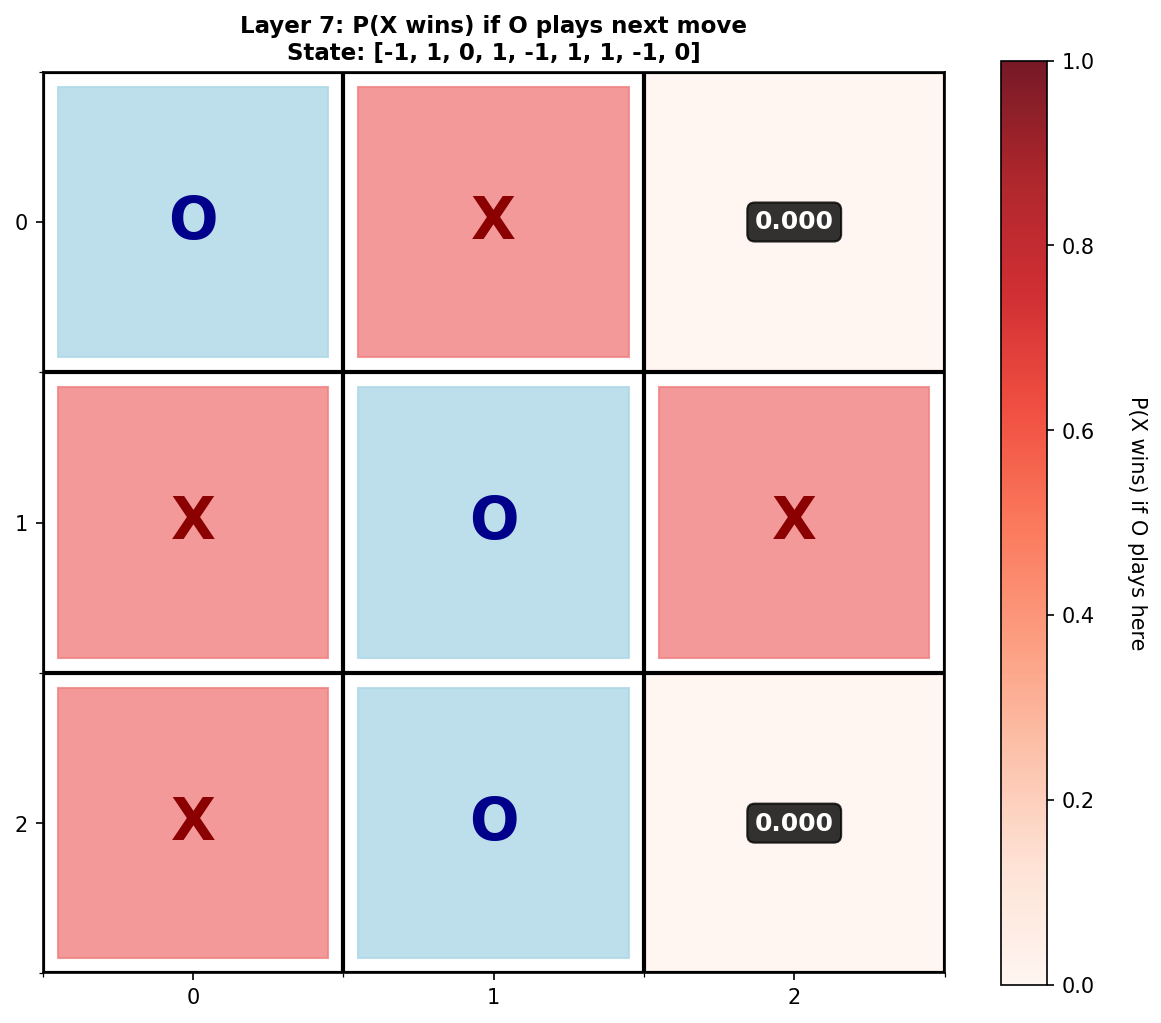 Layer 7: P(X wins) if O plays next move
State: [-1, 1, 0, 1, -1, 1, 1, -1, 0]
O X 0.000
X O X
X O 0.000
0
1
2
0 1 2
1.0
0.8
0.6
0.4
0.2
0.0
P(X wins) if O plays here